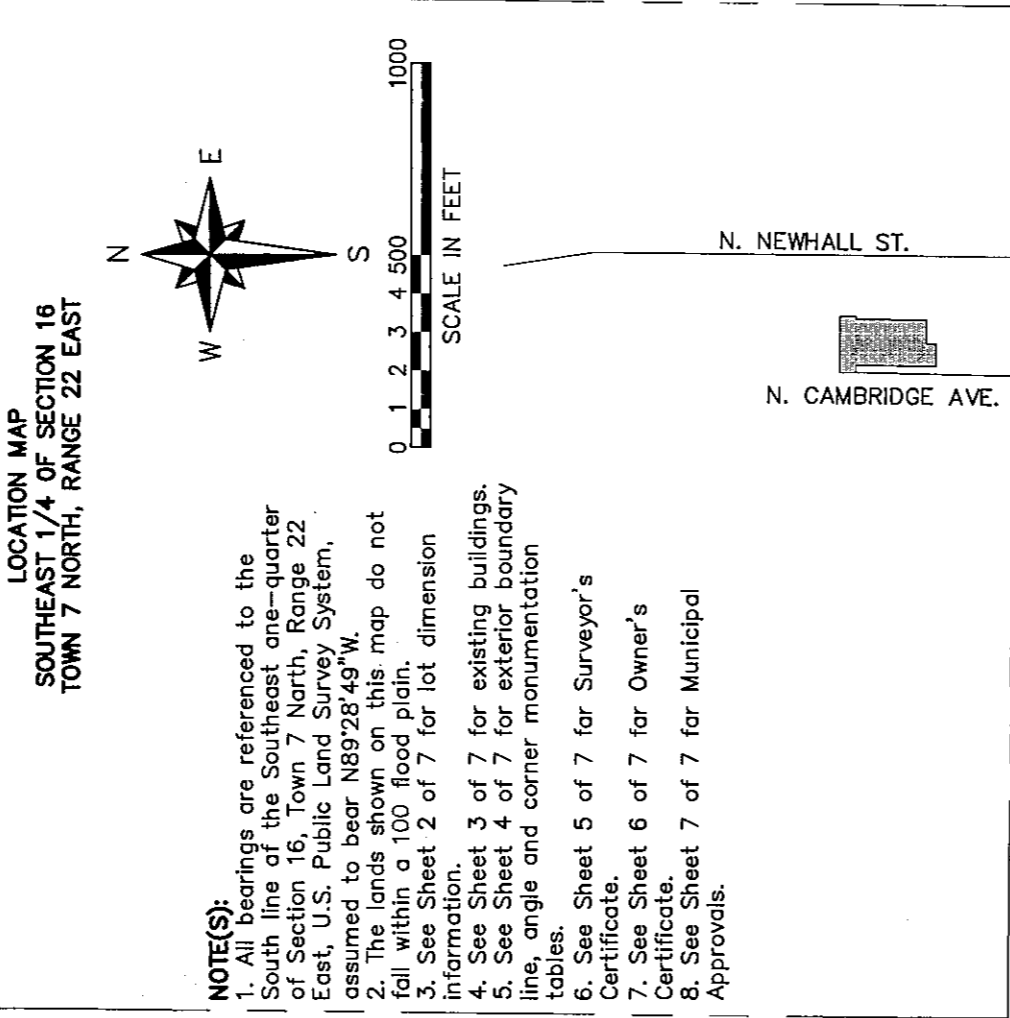 LOCATION MAP
SOUTHEAST 1/4 OF SECTION 16
TOWN 7 NORTH, RANGE 22 EAST
N
W
E
S
0 1 2 3 4 500 1000
SCALE IN FEET
N. NEWHALL ST.
N. CAMBRIDGE AVE.
NOTE(S):
1. All bearings are referenced to the
South line of the Southeast ane-quarter
of Section 16, Town 7 North, Range 22
East, U.S. Public Land Survey System,
assumed to bear N89°28'49"W.
2. The lands shown on this map do not
fall within a 100 flood plain.
3. See Sheet 2 of 7 for lot dimension
infarmation.
4. See Sheet 3 of 7 for existing buildings.
5. See Sheet 4 of 7 for exterior boundary
line, angle and corner monumentation
tables.
6. See Sheet 5 of 7 far Surveyor's
Certificate.
7. See Sheet 6 of 7 far Owner's
Certificate.
8. See Sheet 7 of 7 far Municipal
Approvals.